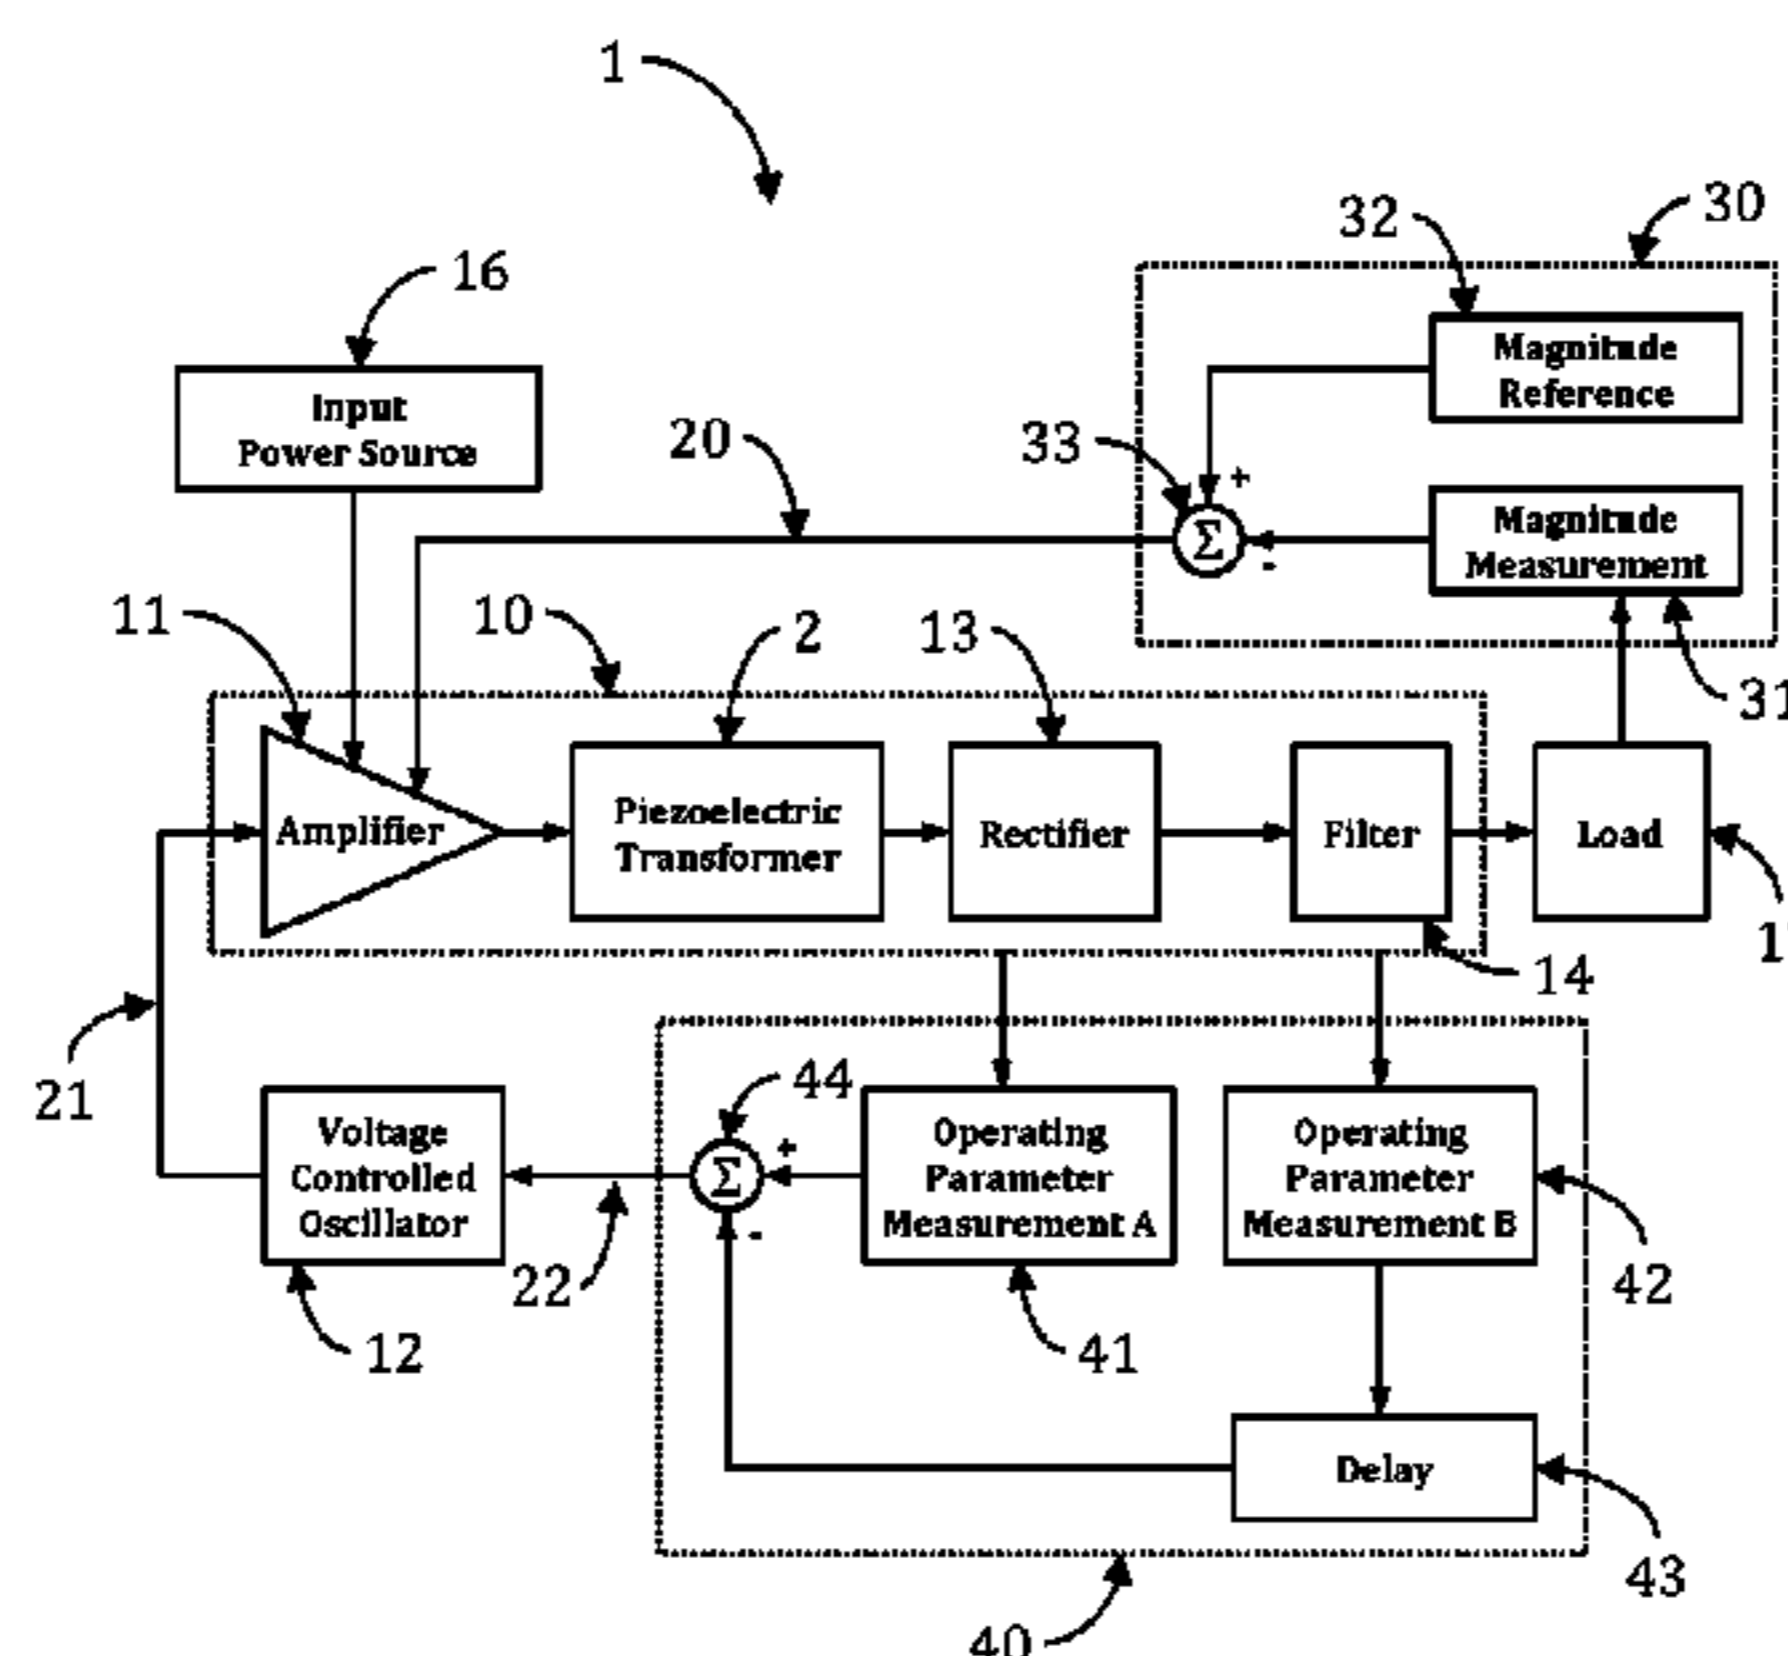 1
30
32
16
Magnitude
Reference
Input
Power Source
20
33
+
Σ
-
Magnitude
Measurement
11
10
2
13
31
Amplifier
Piezoelectric
Transformer
Rectifier
Filter
Load
14
21
44
Voltage
Controlled
Oscillator
Σ
+
-
Operating
Parameter
Measurement A
Operating
Parameter
Measurement B
22
42
12
41
Delay
43
40